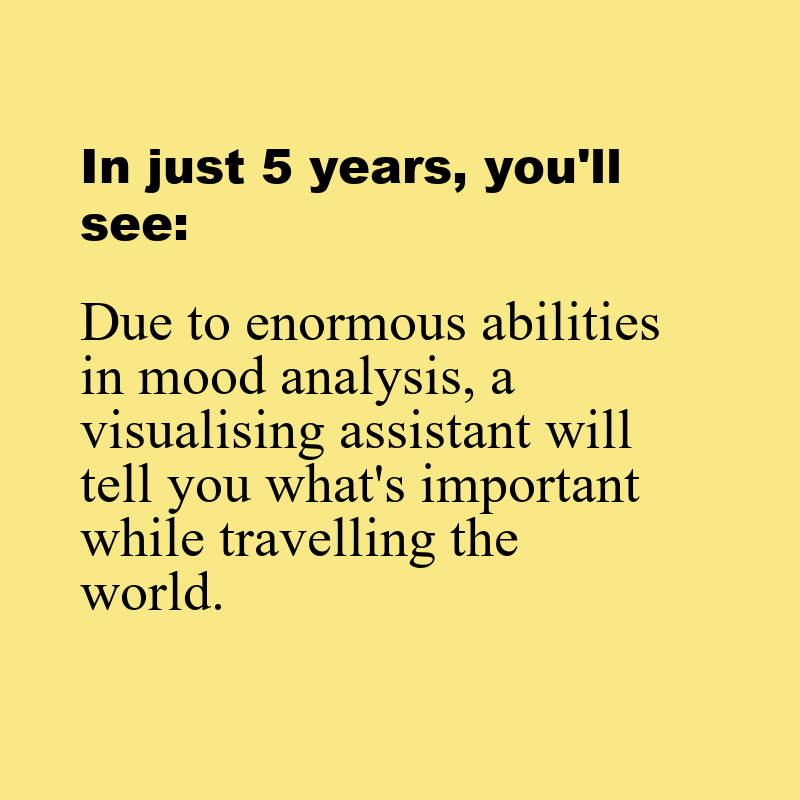 In just 5 years, you'll
see:
Due to enormous abilities
in mood analysis, a
visualising assistant will
tell you what's important
while travelling the
world.